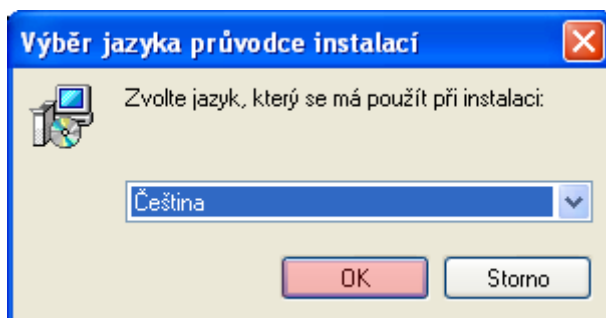 Výběr jazyka průvodce instalací
Zvolte jazyk, který se má použít při instalaci:
Čeština
OK
Storno